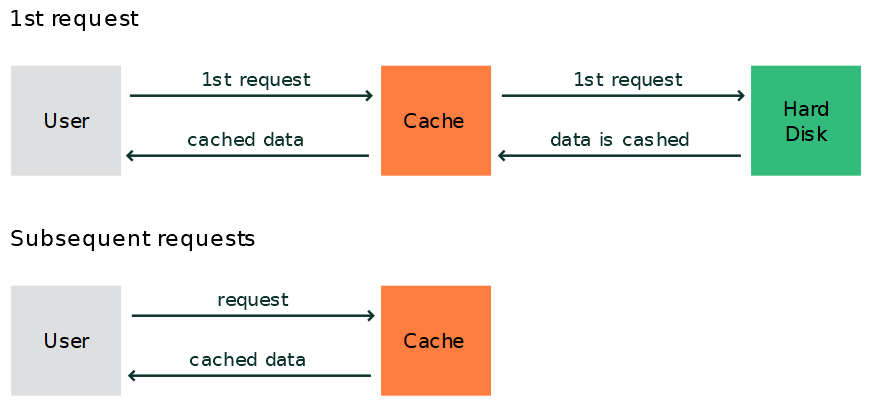 1st request
1st request
1st request
User
Cache
Hard
Disk
cached data
data is cashed
Subsequent requests
request
User
Cache
cached data